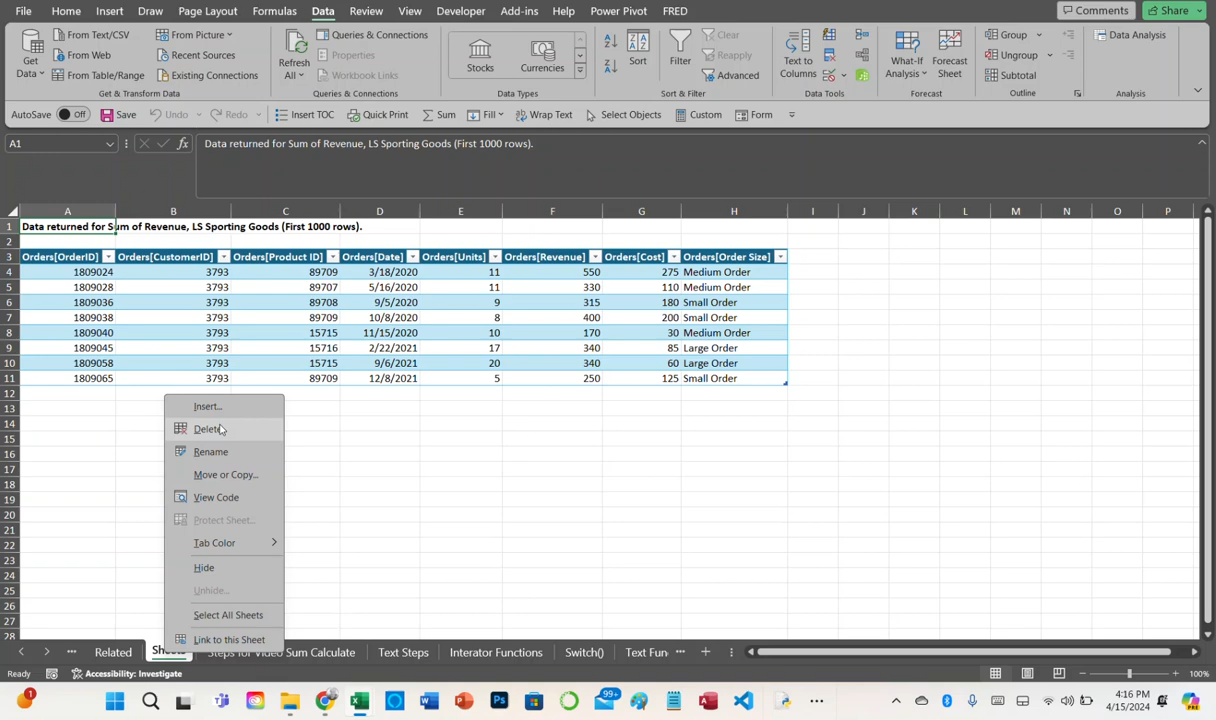 File Home Insert Draw Page Layout Formulas Data Review View Developer Add-ins Help Power Pivot FRED Comments Share
From Text/CSV From Picture Queries & Connections Clear Group Data Analysis
From Web Recent Sources Properties Reapply Ungroup
From Table/Range Existing Connections Workbook Links Advanced Subtotal
Get Data Refresh All Stocks Currencies Sort Filter Text to Columns What-If Analysis Forecast Sheet
Get & Transform Data Queries & Connections Data Types Sort & Filter Data Tools Forecast Outline Analysis
AutoSave Off Save Undo Redo Insert TOC Quick Print Sum Fill Wrap Text Select Objects Custom Form
A1 fx Data returned for Sum of Revenue, LS Sporting Goods (First 1000 rows).
A B C D E F G H I J K L M N O P
1 Data returned for Sum of Revenue, LS Sporting Goods (First 1000 rows).
2
3 Orders[OrderID] Orders[CustomerID] Orders[Product ID] Orders[Date] Orders[Units] Orders[Revenue] Orders[Cost] Orders[Order Size]
4 1809024 3793 89709 3/18/2020 11 550 275 Medium Order
5 1809028 3793 89707 5/16/2020 11 330 110 Medium Order
6 1809036 3793 89708 9/5/2020 9 315 180 Small Order
7 1809038 3793 89709 10/8/2020 8 400 200 Small Order
8 1809040 3793 15715 11/15/2020 10 170 30 Medium Order
9 1809045 3793 15716 2/22/2021 17 340 85 Large Order
10 1809058 3793 15715 9/6/2021 20 340 60 Large Order
11 1809065 3793 89709 12/8/2021 5 250 125 Small Order
12
13 Insert...
14 Delete
15
16 Rename
17 Move or Copy...
18
19 View Code
20 Protect Sheet...
21
22 Tab Color
23
24 Hide
25 Unhide...
26
27 Select All Sheets
28 Link to this Sheet
Related Steps for Video Sum Calculate Text Steps Interator Functions Switch() Text Fun
Ready Accessibility: Investigate 100%
1 99+ 4:16 PM
4/15/2024
PRE